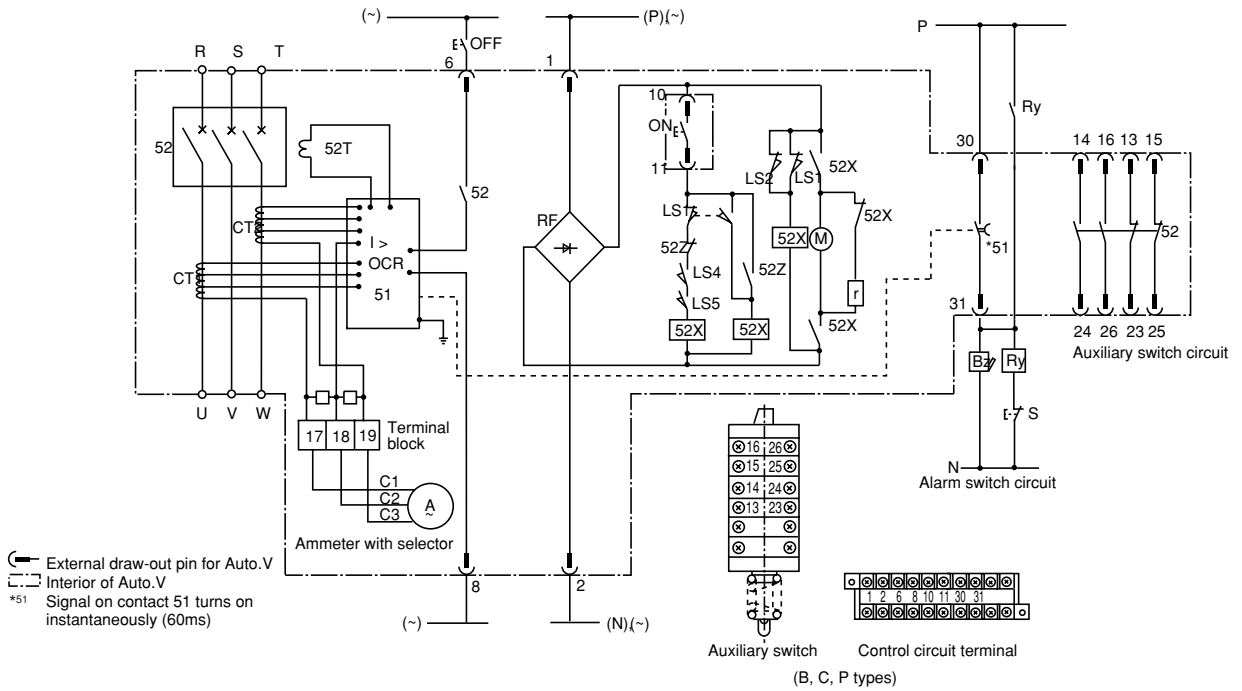 (~)
(P),(~)
P
OFF
R S T
6
1
10
Ry
52
52T
ON
30
14 16 13 15
11
LS2
LS1
52X
52
CT
RF
LS1
52X
I >
52Z
52X
M
52
*51
CT
OCR
LS4
52Z
51
LS5
r
52X
52X
52X
31
24 26 23 25
Auxiliary switch circuit
Bz
Ry
U V W
S
17 18 19
Terminal
block
16 26
15 25
N
Alarm switch circuit
C1
C2
C3
A
~
14 24
13 23
Ammeter with selector
External draw-out pin for Auto.V
Interior of Auto.V
*51 Signal on contact 51 turns on
instantaneously (60ms)
8
2
1 2 6 8 10 11 30 31
(~)
(N),(~)
Auxiliary switch
Control circuit terminal
(B, C, P types)